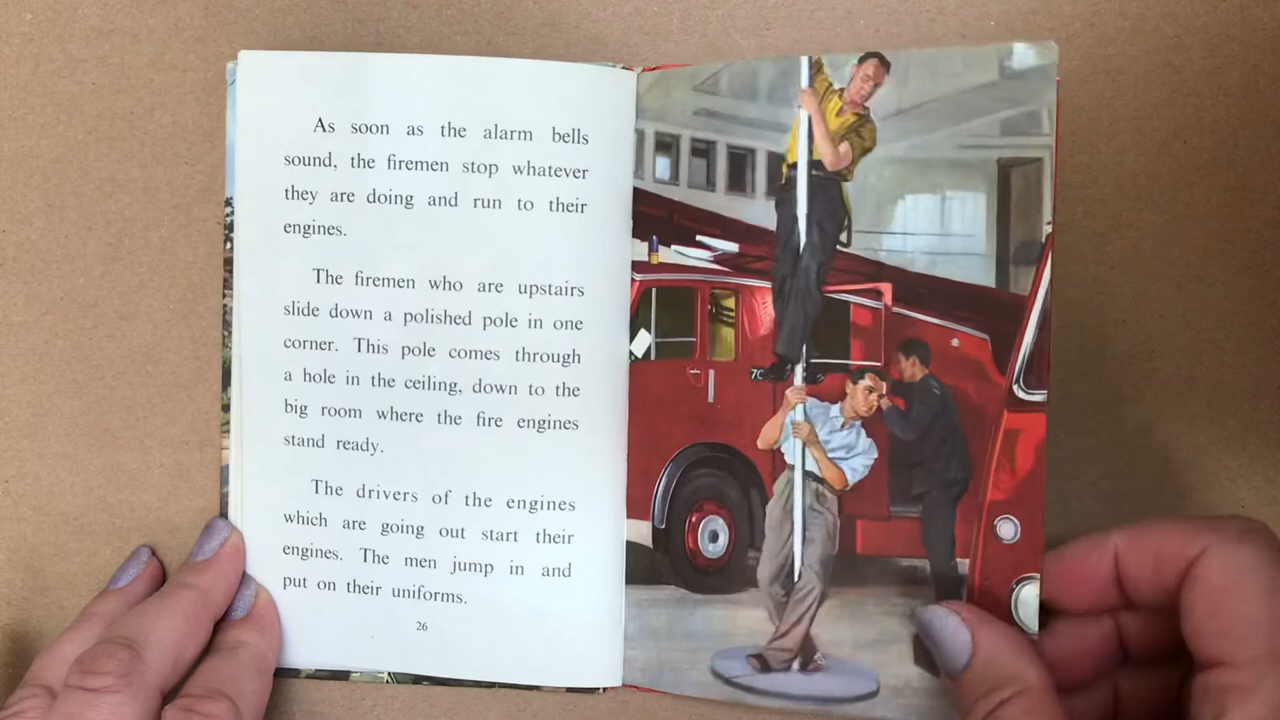 As soon as the alarm bells
sound, the firemen stop whatever
they are doing and run to their
engines.
The firemen who are upstairs
slide down a polished pole in one
corner. This pole comes through
a hole in the ceiling, down to the
big room where the fire engines
stand ready.
The drivers of the engines
which are going out start their
engines. The men jump in and
put on their uniforms.
26
70